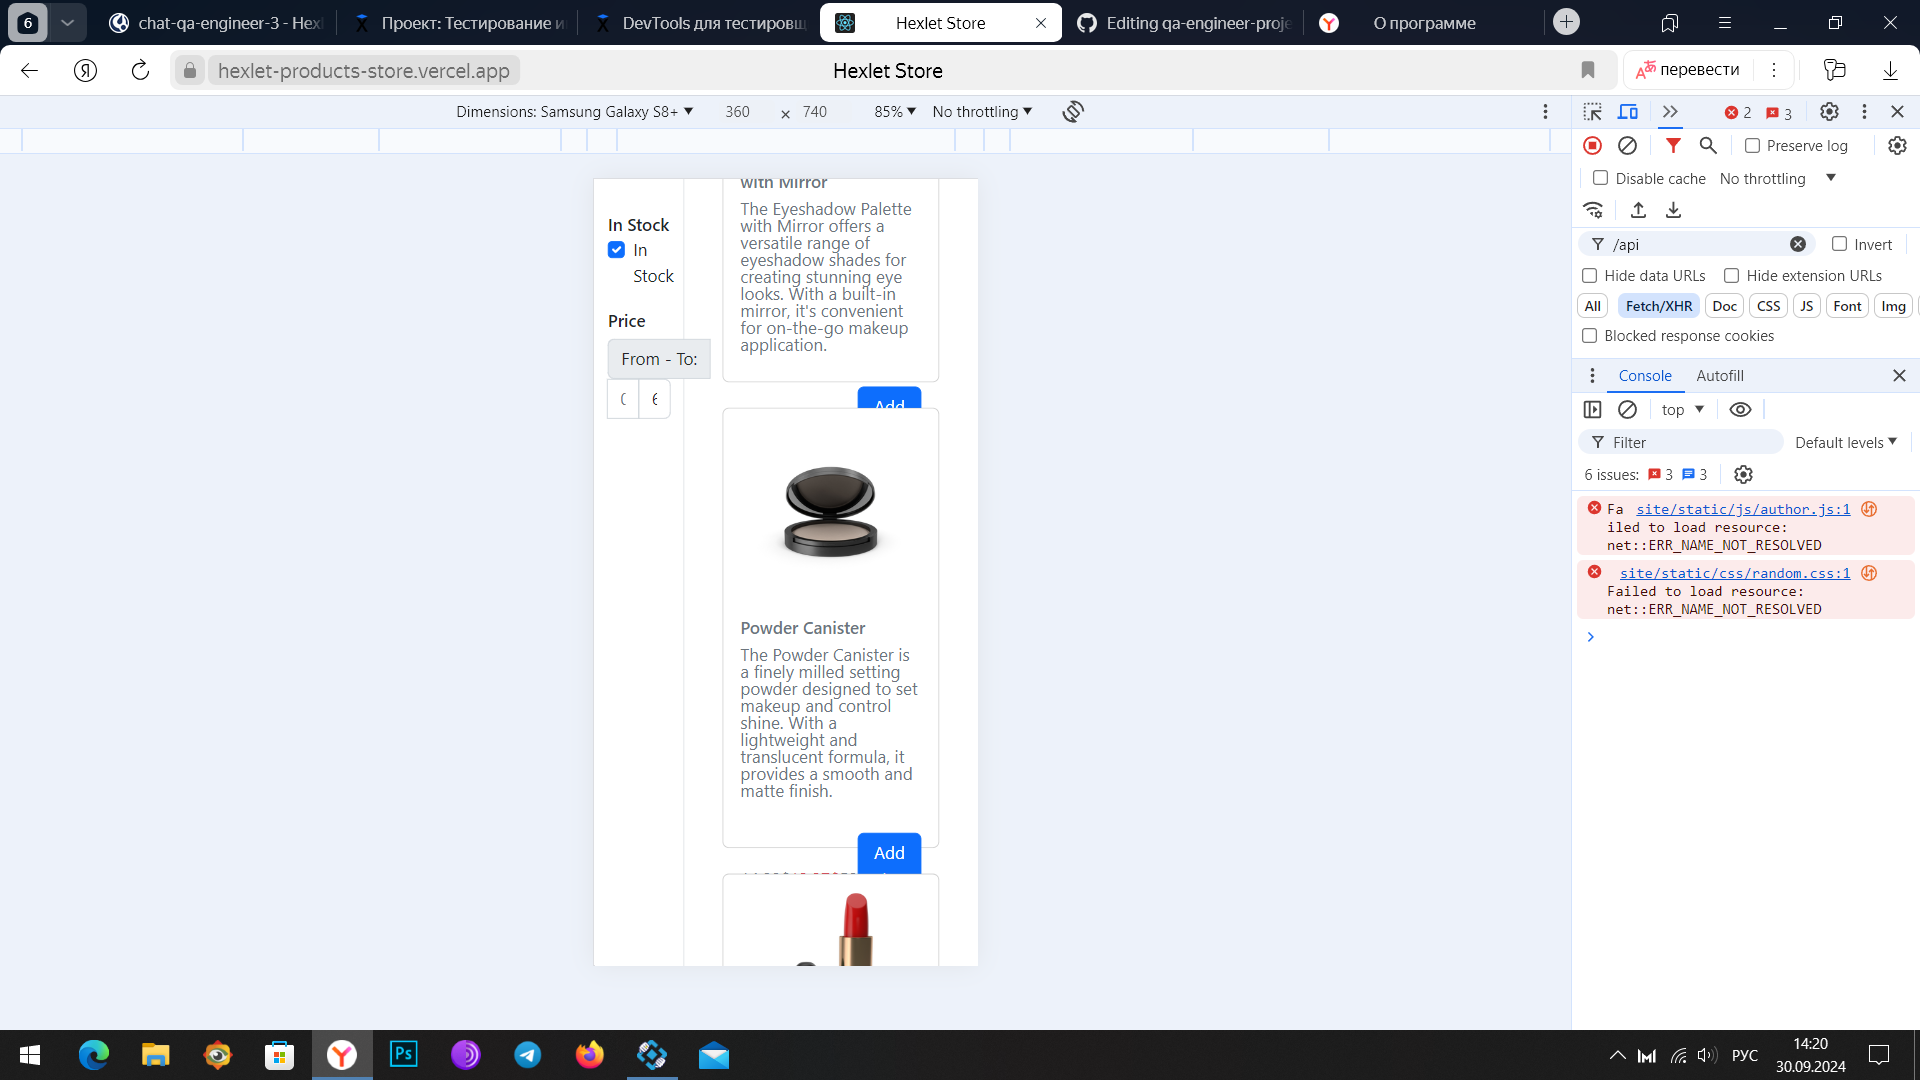 6
chat-qa-engineer-3 - Hexl
Проект: Тестирование и
DevTools для тестировщ
Hexlet Store
Editing qa-engineer-proje
О программе
hexlet-products-store.vercel.app
Hexlet Store
перевести
Dimensions: Samsung Galaxy S8+
360
×
740
85%
No throttling
2
3
Preserve log
Disable cache
No throttling
/api
Invert
Hide data URLs
Hide extension URLs
All
Fetch/XHR
Doc
CSS
JS
Font
Img
Blocked response cookies
Console
Autofill
top
Filter
Default levels
6 issues:
3
3
Fa site/static/js/author.js:1
iled to load resource:
net::ERR_NAME_NOT_RESOLVED
site/static/css/random.css:1
Failed to load resource:
net::ERR_NAME_NOT_RESOLVED
In Stock
In
Stock
Price
From - To:
6
with Mirror
The Eyeshadow Palette
with Mirror offers a
versatile range of
eyeshadow shades for
creating stunning eye
looks. With a built-in
mirror, it's convenient
for on-the-go makeup
application.
Add
Powder Canister
The Powder Canister is
a finely milled setting
powder designed to set
makeup and control
shine. With a
lightweight and
translucent formula, it
provides a smooth and
matte finish.
Add
Ps
РУС
14:20
30.09.2024